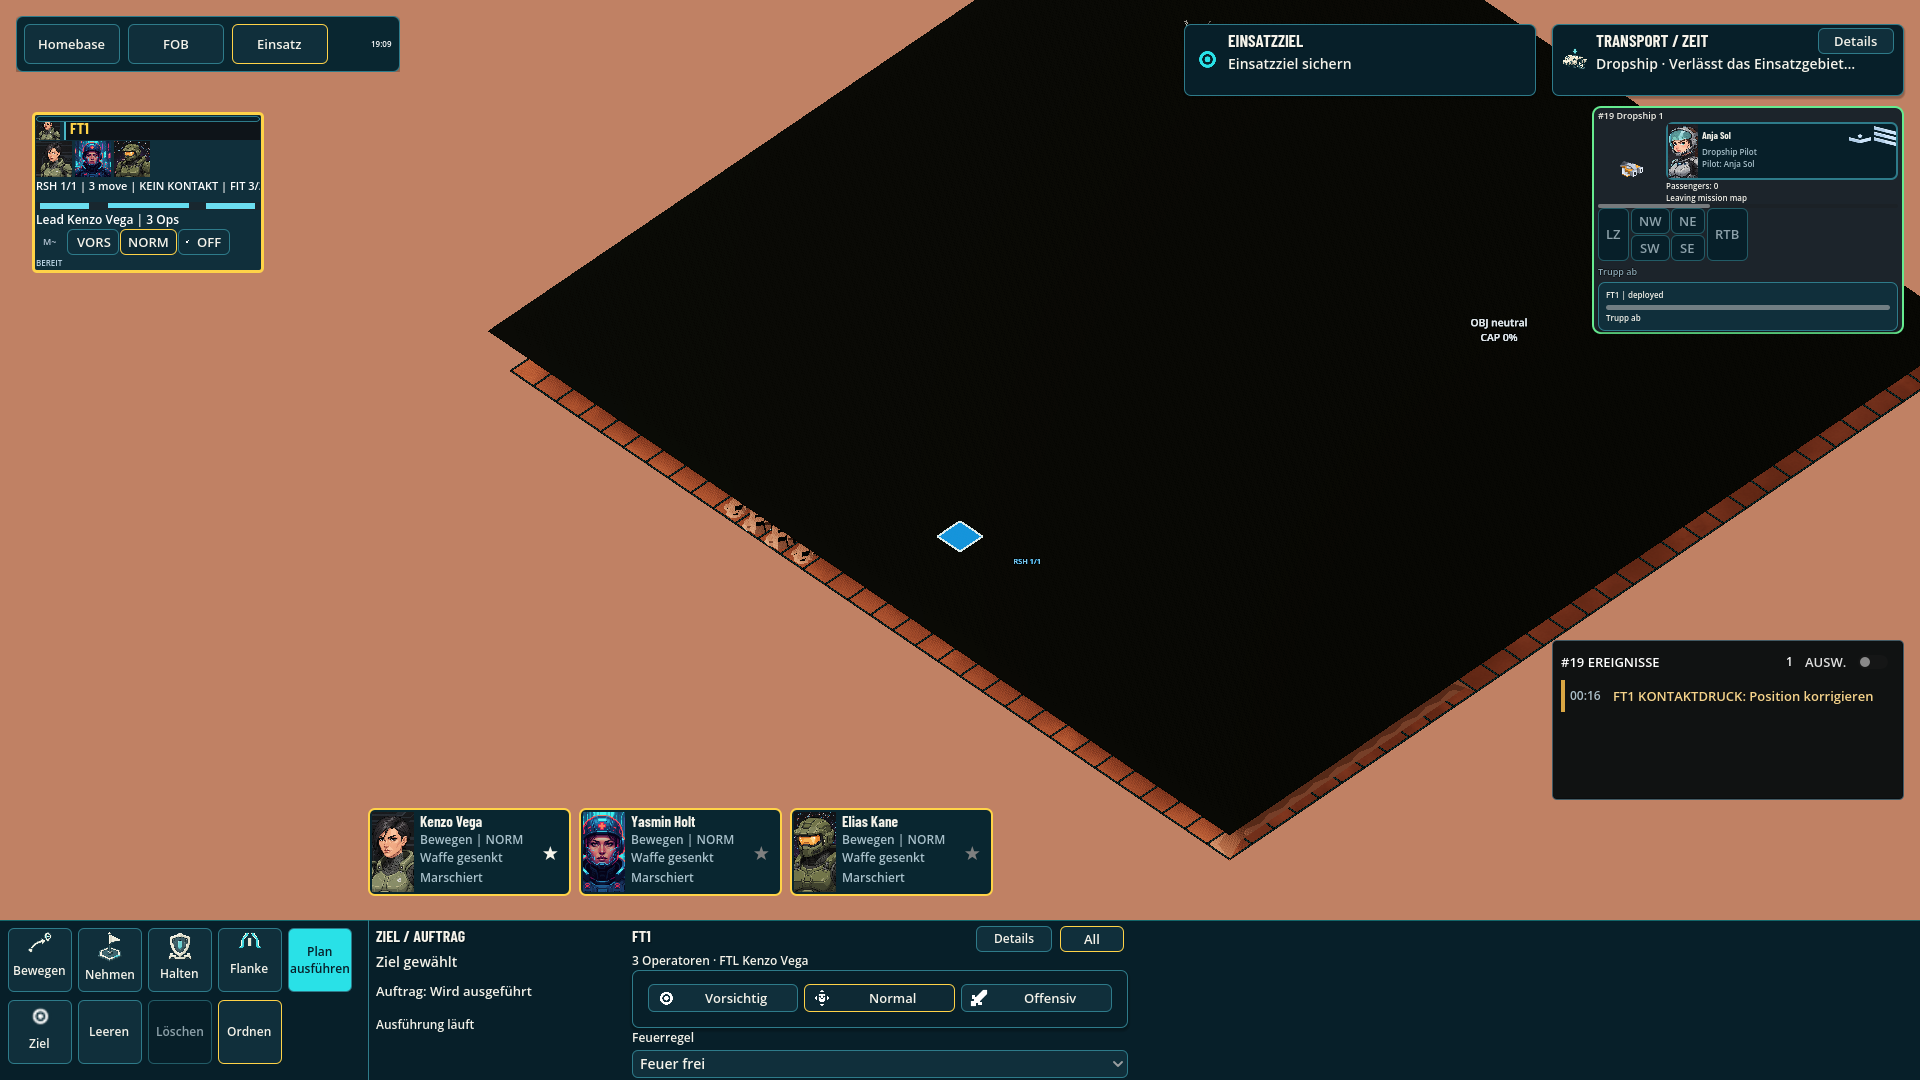 Homebase
FOB
Einsatz
19:09
EINSATZZIEL
Einsatzziel sichern
TRANSPORT / ZEIT
Details
Dropship · Verlässt das Einsatzgebiet...
FT1
RSH 1/1 | 3 move | KEIN KONTAKT | FIT 3/
Lead Kenzo Vega | 3 Ops
M~
VORS
NORM
OFF
BEREIT
#19 Dropship 1
Anja Sol
Dropship Pilot
Pilot: Anja Sol
Passengers: 0
Leaving mission map
LZ
NW
NE
SW
SE
RTB
Trupp ab
FT1 | deployed
Trupp ab
OBJ neutral
CAP 0%
RSH 1/1
#19 EREIGNISSE
1
AUSW.
00:16
FT1 KONTAKTDRUCK: Position korrigieren
Kenzo Vega
Bewegen | NORM
Waffe gesenkt
Marschiert
Yasmin Holt
Bewegen | NORM
Waffe gesenkt
Marschiert
Elias Kane
Bewegen | NORM
Waffe gesenkt
Marschiert
Bewegen
Nehmen
Halten
Flanke
Plan
ausführen
Ziel
Leeren
Löschen
Ordnen
ZIEL / AUFTRAG
Ziel gewählt
Auftrag: Wird ausgeführt
Ausführung läuft
FT1
Details
All
3 Operatoren · FTL Kenzo Vega
Vorsichtig
Normal
Offensiv
Feuerregel
Feuer frei